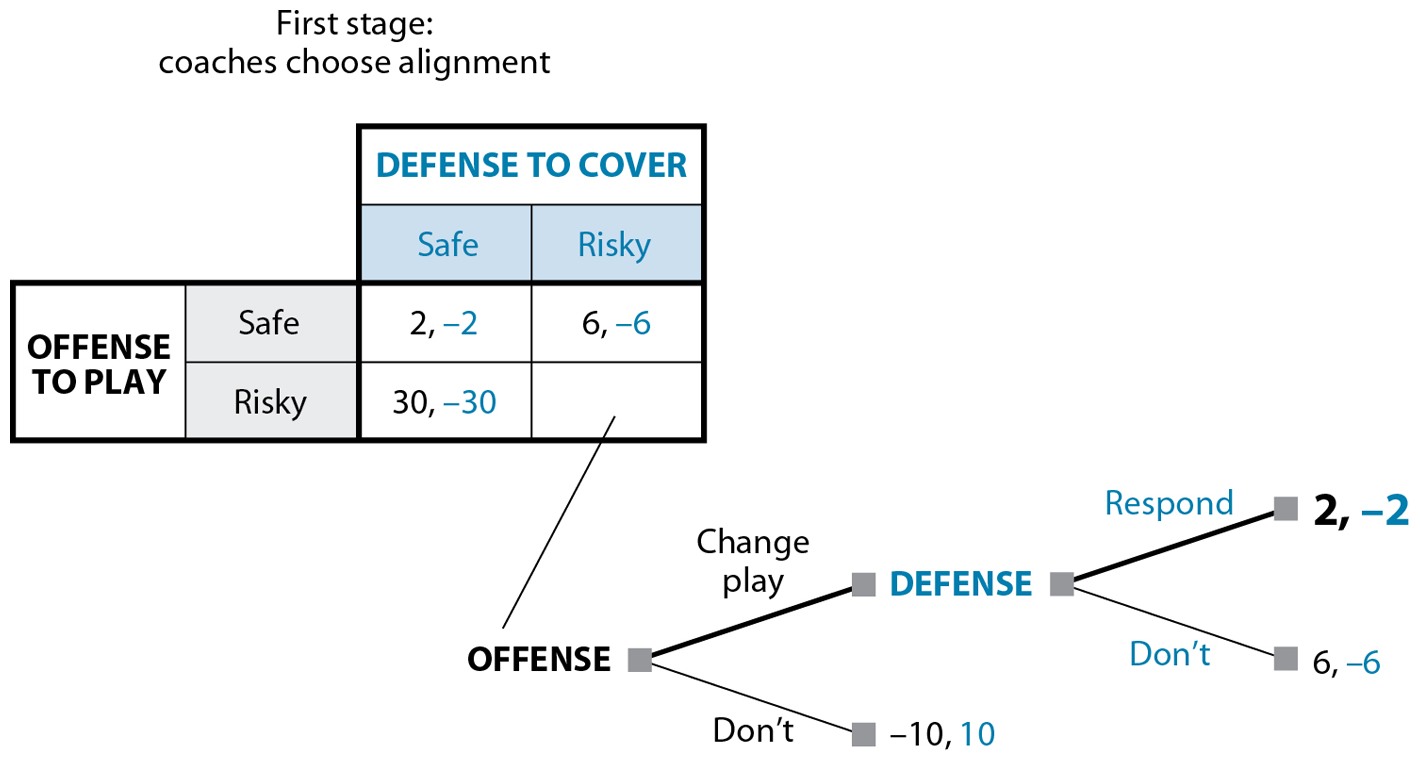 First stage:
coaches choose alignment
DEFENSE TO COVER
Safe Risky
OFFENSE
TO PLAY
Safe 2, –2 6, –6
Risky 30, –30
Respond 2, –2
Change
play
DEFENSE
Don’t 6, –6
OFFENSE
Don’t –10, 10